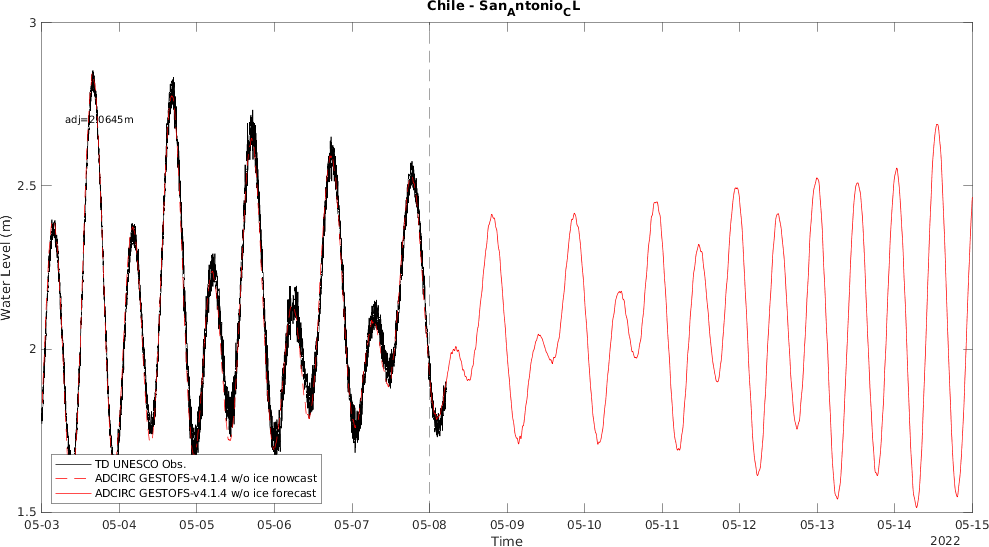 Chile - San_Antonio_CL
3
adj=2.0645m
2.5
Water Level (m)
2
TD UNESCO Obs.
ADCIRC GESTOFS-v4.1.4 w/o ice nowcast
ADCIRC GESTOFS-v4.1.4 w/o ice forecast
1.5
05-03 05-04 05-05 05-06 05-07 05-08 05-09 05-10 05-11 05-12 05-13 05-14 05-15
Time
2022